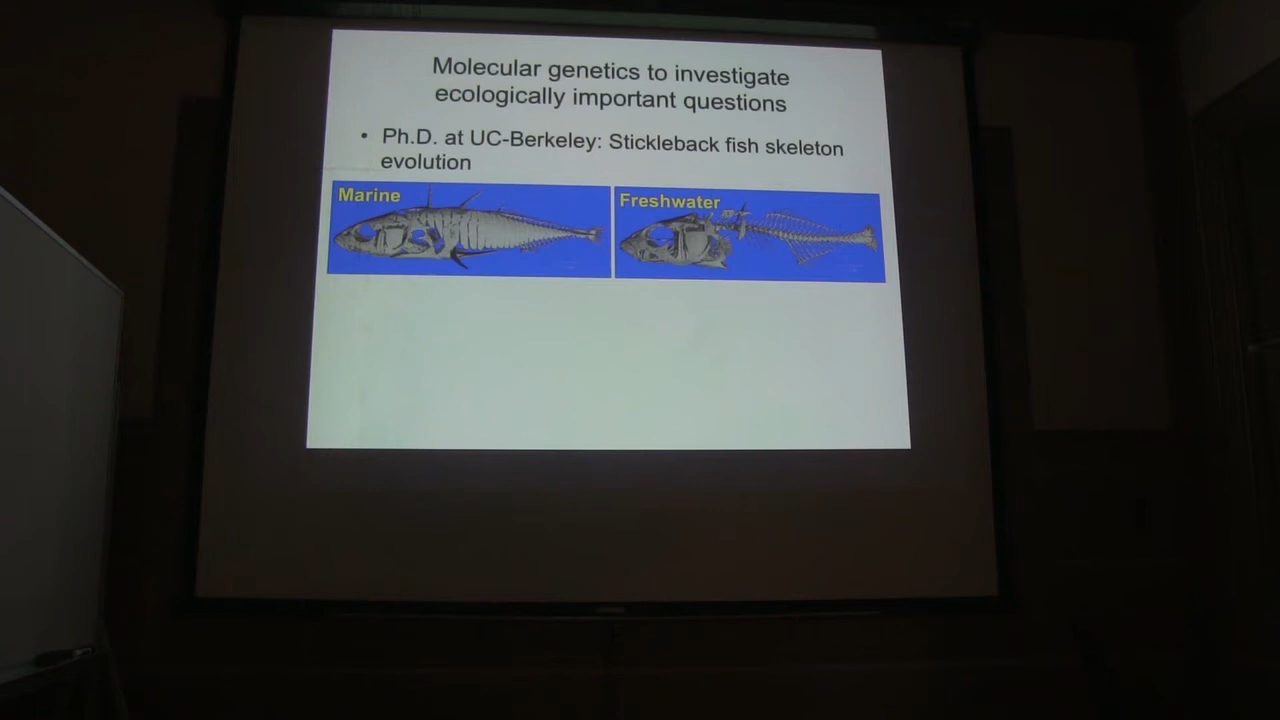 Molecular genetics to investigate
ecologically important questions
• Ph.D. at UC-Berkeley: Stickleback fish skeleton
evolution
Marine
Freshwater